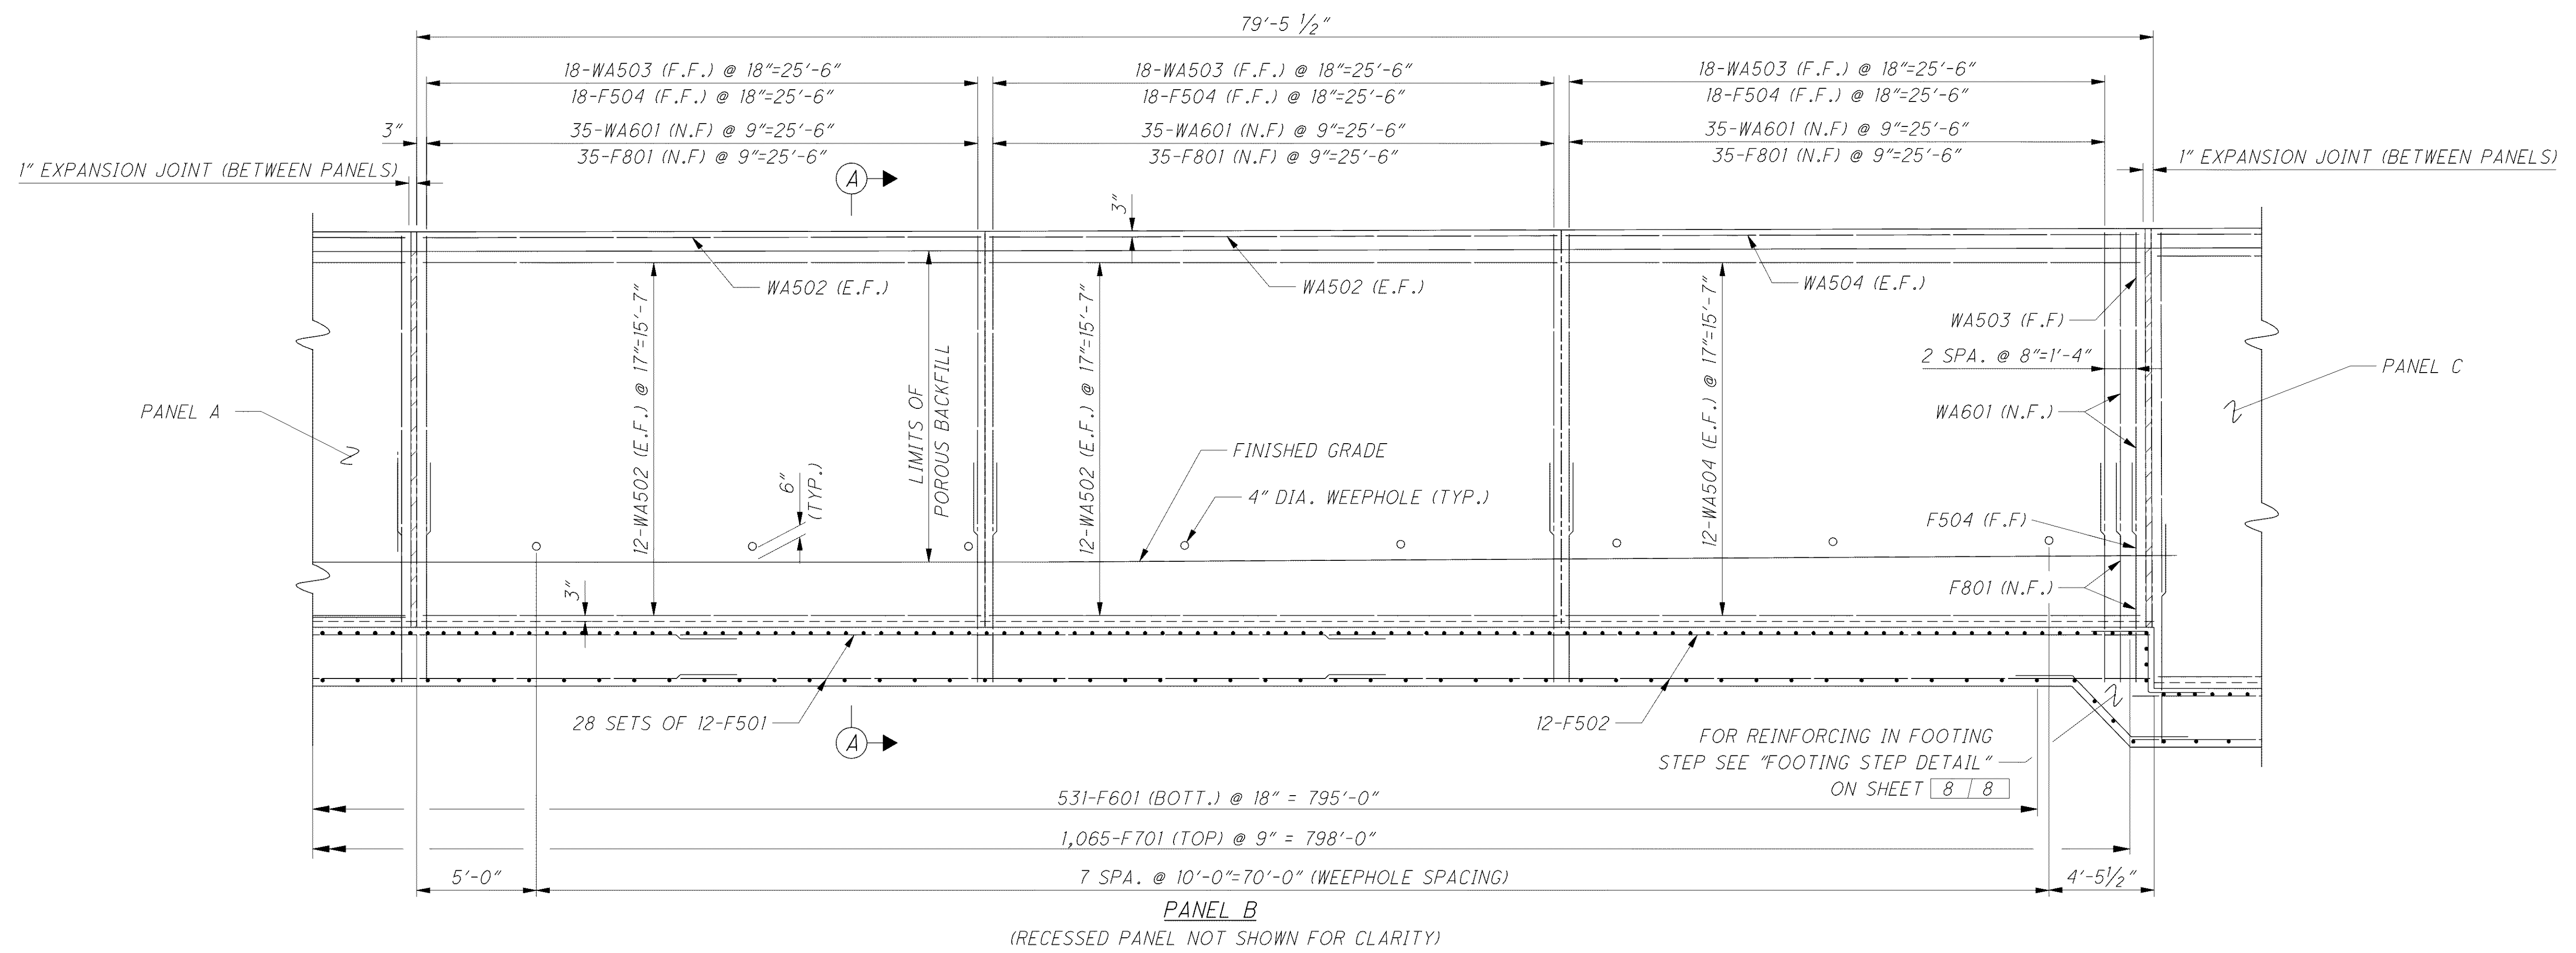 79'-5 1/2"
18-WA503 (F.F.) @ 18"=25'-6"
18-F504 (F.F.) @ 18"=25'-6"
35-WA601 (N.F) @ 9"=25'-6"
35-F801 (N.F) @ 9"=25'-6"
18-WA503 (F.F.) @ 18"=25'-6"
18-F504 (F.F.) @ 18"=25'-6"
35-WA601 (N.F) @ 9"=25'-6"
35-F801 (N.F) @ 9"=25'-6"
18-WA503 (F.F.) @ 18"=25'-6"
18-F504 (F.F.) @ 18"=25'-6"
35-WA601 (N.F) @ 9"=25'-6"
35-F801 (N.F) @ 9"=25'-6"
3"
1" EXPANSION JOINT (BETWEEN PANELS)
1" EXPANSION JOINT (BETWEEN PANELS)
A
3"
WA502 (E.F.)
WA502 (E.F.)
WA504 (E.F.)
WA503 (F.F)
2 SPA. @ 8"=1'-4"
WA601 (N.F.)
PANEL A
PANEL C
12-WA502 (E.F.) @ 17"=15'-7"
LIMITS OF
POROUS BACKFILL
12-WA502 (E.F.) @ 17"=15'-7"
12-WA504 (E.F.) @ 17"=15'-7"
FINISHED GRADE
6"
(TYP.)
4" DIA. WEEPHOLE (TYP.)
F504 (F.F)
3"
F801 (N.F.)
28 SETS OF 12-F501
A
12-F502
FOR REINFORCING IN FOOTING
STEP SEE "FOOTING STEP DETAIL"
ON SHEET 8 / 8
531-F601 (BOTT.) @ 18" = 795'-0"
1,065-F701 (TOP) @ 9" = 798'-0"
5'-0"
7 SPA. @ 10'-0"=70'-0" (WEEPHOLE SPACING)
4'-5 1/2"
PANEL B
(RECESSED PANEL NOT SHOWN FOR CLARITY)